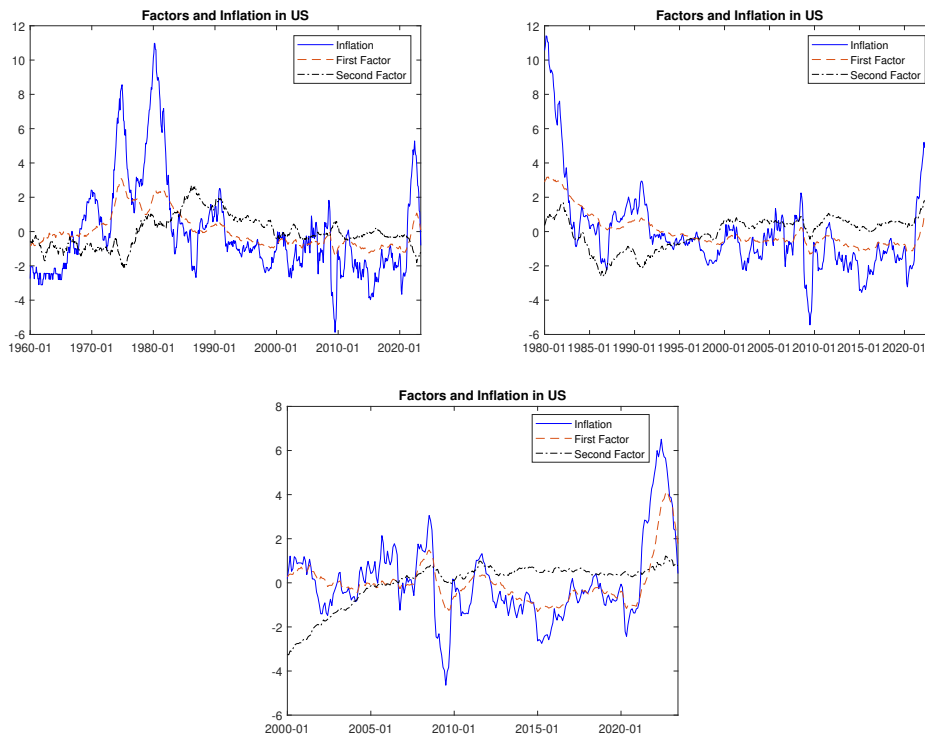 Factors and Inflation in US
12
10
8
6
4
2
0
-2
-4
-6
1960-01 1970-01 1980-01 1990-01 2000-01 2010-01 2020-01
Inflation
First Factor
Second Factor
Factors and Inflation in US
12
10
8
6
4
2
0
-2
-4
-6
1980-01 1985-01 1990-01 1995-01 2000-01 2005-01 2010-01 2015-01 2020-01
Inflation
First Factor
Second Factor
Factors and Inflation in US
8
6
4
2
0
-2
-4
-6
2000-01 2005-01 2010-01 2015-01 2020-01
Inflation
First Factor
Second Factor